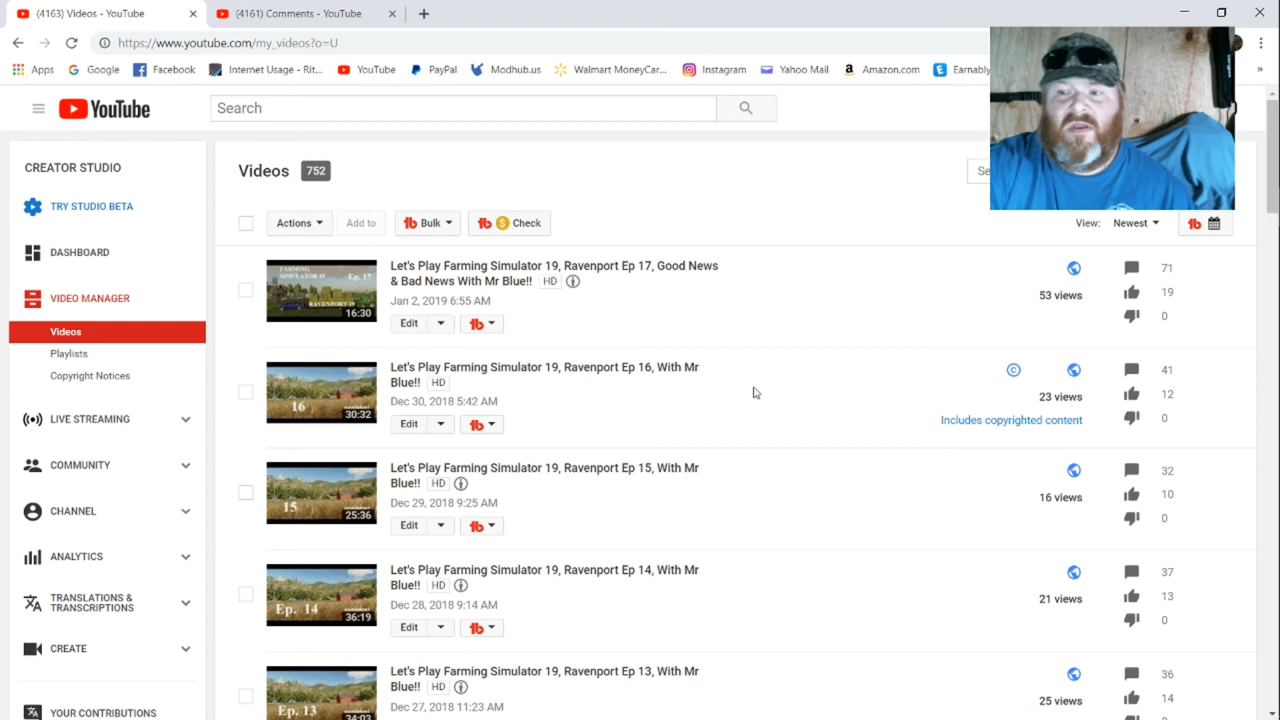 (4163) Videos - YouTube
(4161) Comments - YouTube
https://www.youtube.com/my_videos?o=U
Apps
Google
Facebook
Internet Usage - Rit...
YouTube
PayPal
Modhub.us
Walmart MoneyCar...
Instagram
Yahoo Mail
Amazon.com
Earnably
YouTube
Search
CREATOR STUDIO
TRY STUDIO BETA
DASHBOARD
VIDEO MANAGER
Videos
Playlists
Copyright Notices
LIVE STREAMING
COMMUNITY
CHANNEL
ANALYTICS
TRANSLATIONS &
TRANSCRIPTIONS
CREATE
YOUR CONTRIBUTIONS
Videos 752
Se
Actions
Add to
Bulk
Check
View: Newest
FARMING
SIMULATOR 19
Ep. 17
RAVENPORT 19
16:30
Let's Play Farming Simulator 19, Ravenport Ep 17, Good News
& Bad News With Mr Blue!! HD
Jan 2, 2019 6:55 AM
Edit
53 views
71
19
0
16
30:32
Let's Play Farming Simulator 19, Ravenport Ep 16, With Mr
Blue!! HD
Dec 30, 2018 5:42 AM
Edit
23 views
Includes copyrighted content
41
12
0
15
25:36
Let's Play Farming Simulator 19, Ravenport Ep 15, With Mr
Blue!! HD
Dec 29, 2018 9:25 AM
Edit
16 views
32
10
0
Ep. 14
36:19
Let's Play Farming Simulator 19, Ravenport Ep 14, With Mr
Blue!! HD
Dec 28, 2018 9:14 AM
Edit
21 views
37
13
0
Ep. 13
34:03
Let's Play Farming Simulator 19, Ravenport Ep 13, With Mr
Blue!! HD
Dec 27, 2018 11:23 AM
25 views
36
14